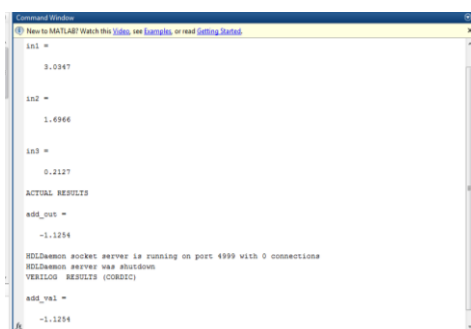 Command Window
New to MATLAB? Watch this Video, see Examples, or read Getting Started.
in1 =
3.0347
in2 =
1.6966
in3 =
0.2127
ACTUAL RESULTS
add_out =
-1.1254
HDLDaemon socket server is running on port 4999 with 0 connections
HDLDaemon server was shutdown
VERILOG RESULTS (CORDIC)
add_val =
-1.1254
fx